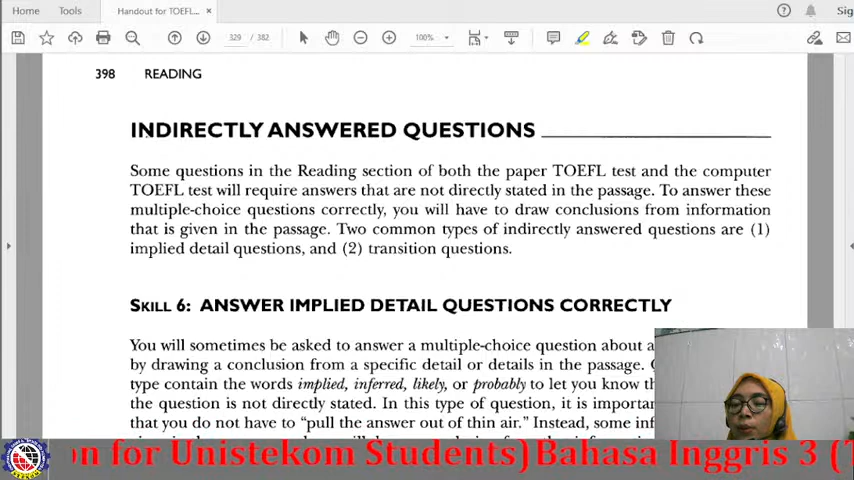 Home Tools Handout for TOEFL... × Sig
329 / 382 100%
398 READING
INDIRECTLY ANSWERED QUESTIONS
Some questions in the Reading section of both the paper TOEFL test and the computer
TOEFL test will require answers that are not directly stated in the passage. To answer these
multiple-choice questions correctly, you will have to draw conclusions from information
that is given in the passage. Two common types of indirectly answered questions are (1)
implied detail questions, and (2) transition questions.
SKILL 6: ANSWER IMPLIED DETAIL QUESTIONS CORRECTLY
You will sometimes be asked to answer a multiple-choice question about a
by drawing a conclusion from a specific detail or details in the passage.
type contain the words implied, inferred, likely, or probably to let you know th
the question is not directly stated. In this type of question, it is importan
that you do not have to "pull the answer out of thin air." Instead, some inf
on for Unistekom Students) Bahasa Inggris 3 (